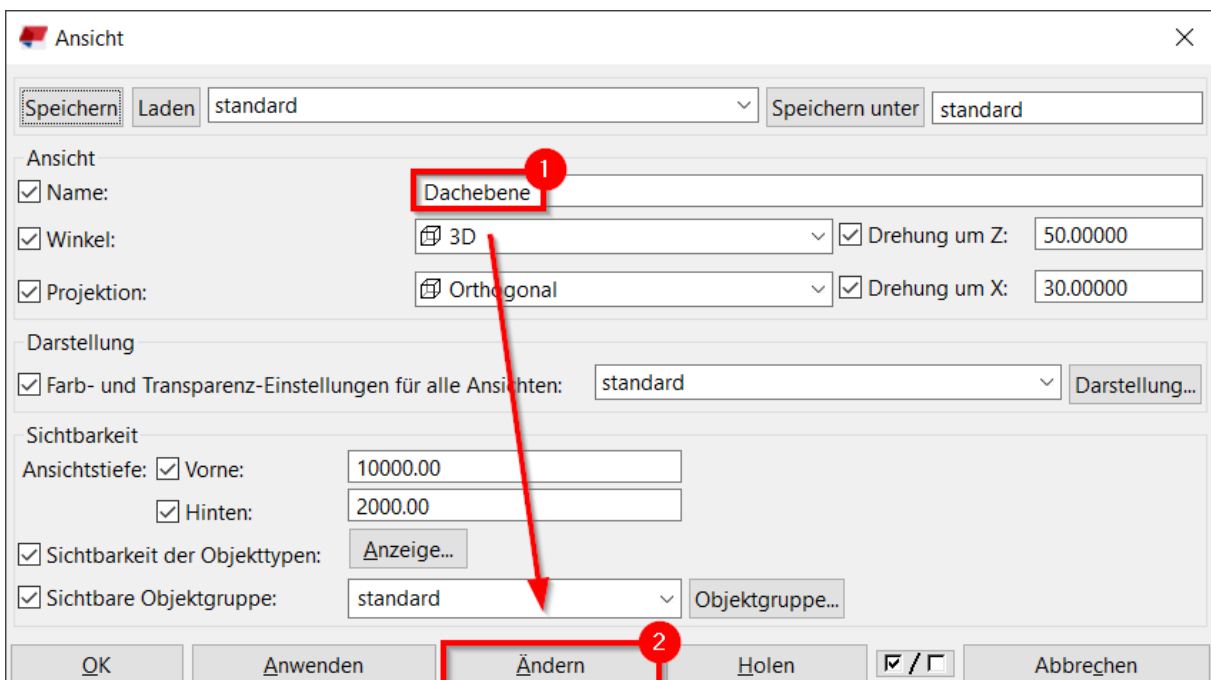 Ansicht
Speichern Laden standard Speichern unter standard
Ansicht
1
Name: Dachebene
Winkel: 3D Drehung um Z: 50.00000
Projektion: Orthogonal Drehung um X: 30.00000
Darstellung
Farb- und Transparenz-Einstellungen für alle Ansichten: standard Darstellung...
Sichtbarkeit
Ansichtstiefe: Vorne: 10000.00
Hinten: 2000.00
Sichtbarkeit der Objekttypen: Anzeige...
Sichtbare Objektgruppe: standard Objektgruppe...
2
OK Anwenden Ändern Holen / Abbrechen